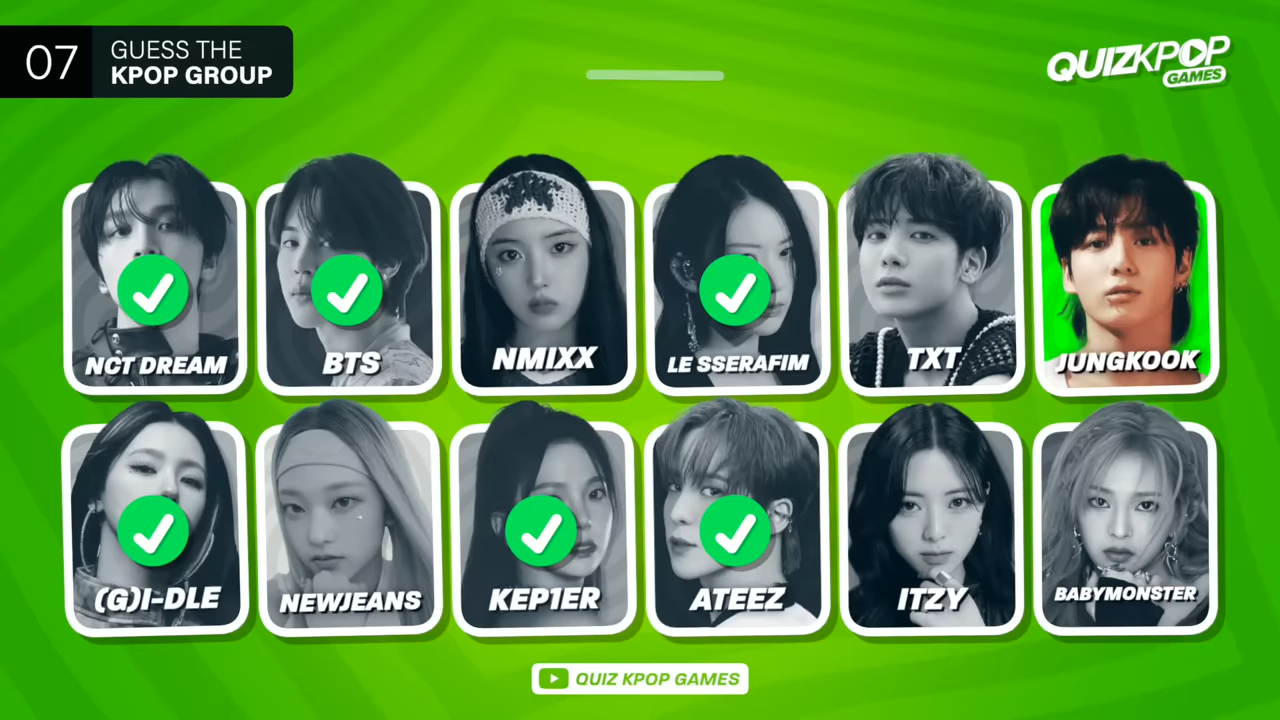 07
GUESS THE
KPOP GROUP
QUIZKPOP
GAMES
NCT DREAM
BTS
NMIXX
LE SSERAFIM
TXT
JUNGKOOK
(G)I-DLE
NEWJEANS
KEP1ER
ATEEZ
ITZY
BABYMONSTER
QUIZ KPOP GAMES